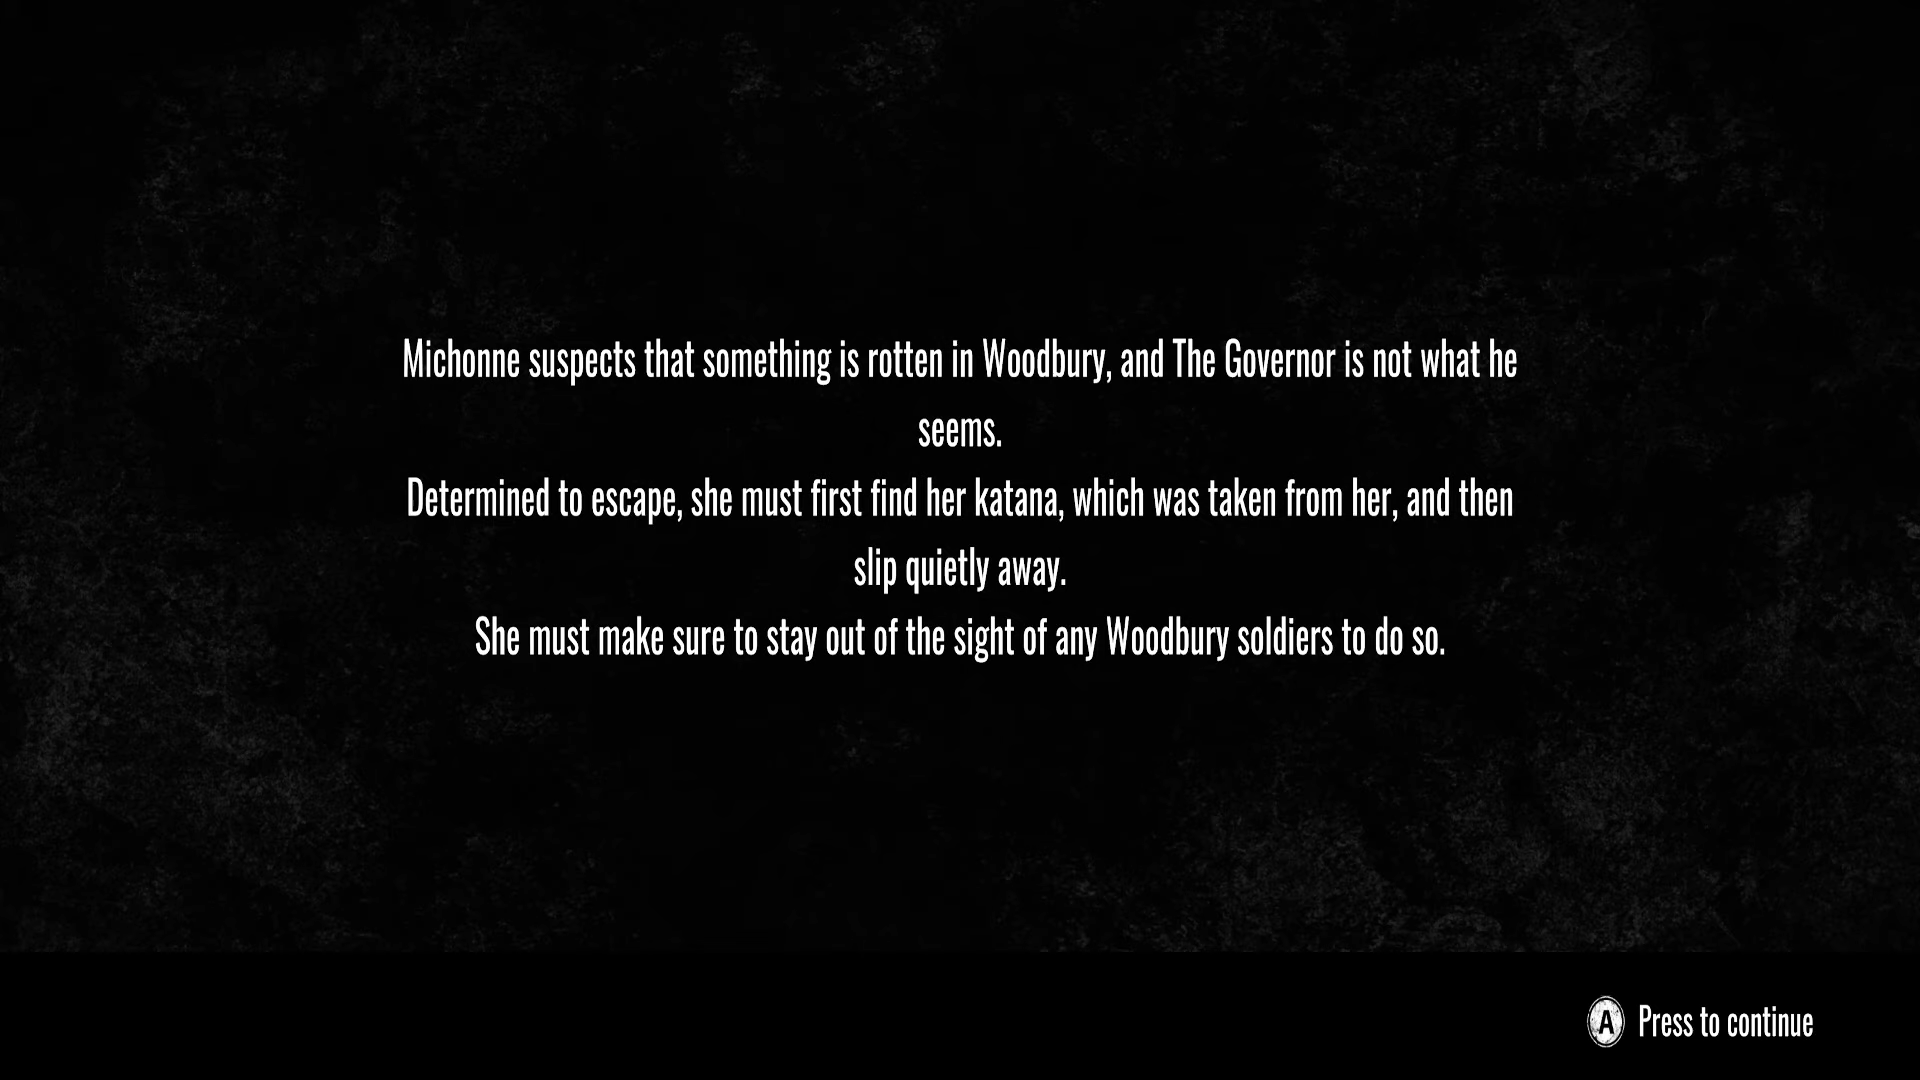 Michonne suspects that something is rotten in Woodbury, and The Governor is not what he
seems.
Determined to escape, she must first find her katana, which was taken from her, and then
slip quietly away.
She must make sure to stay out of the sight of any Woodbury soldiers to do so.
A Press to continue